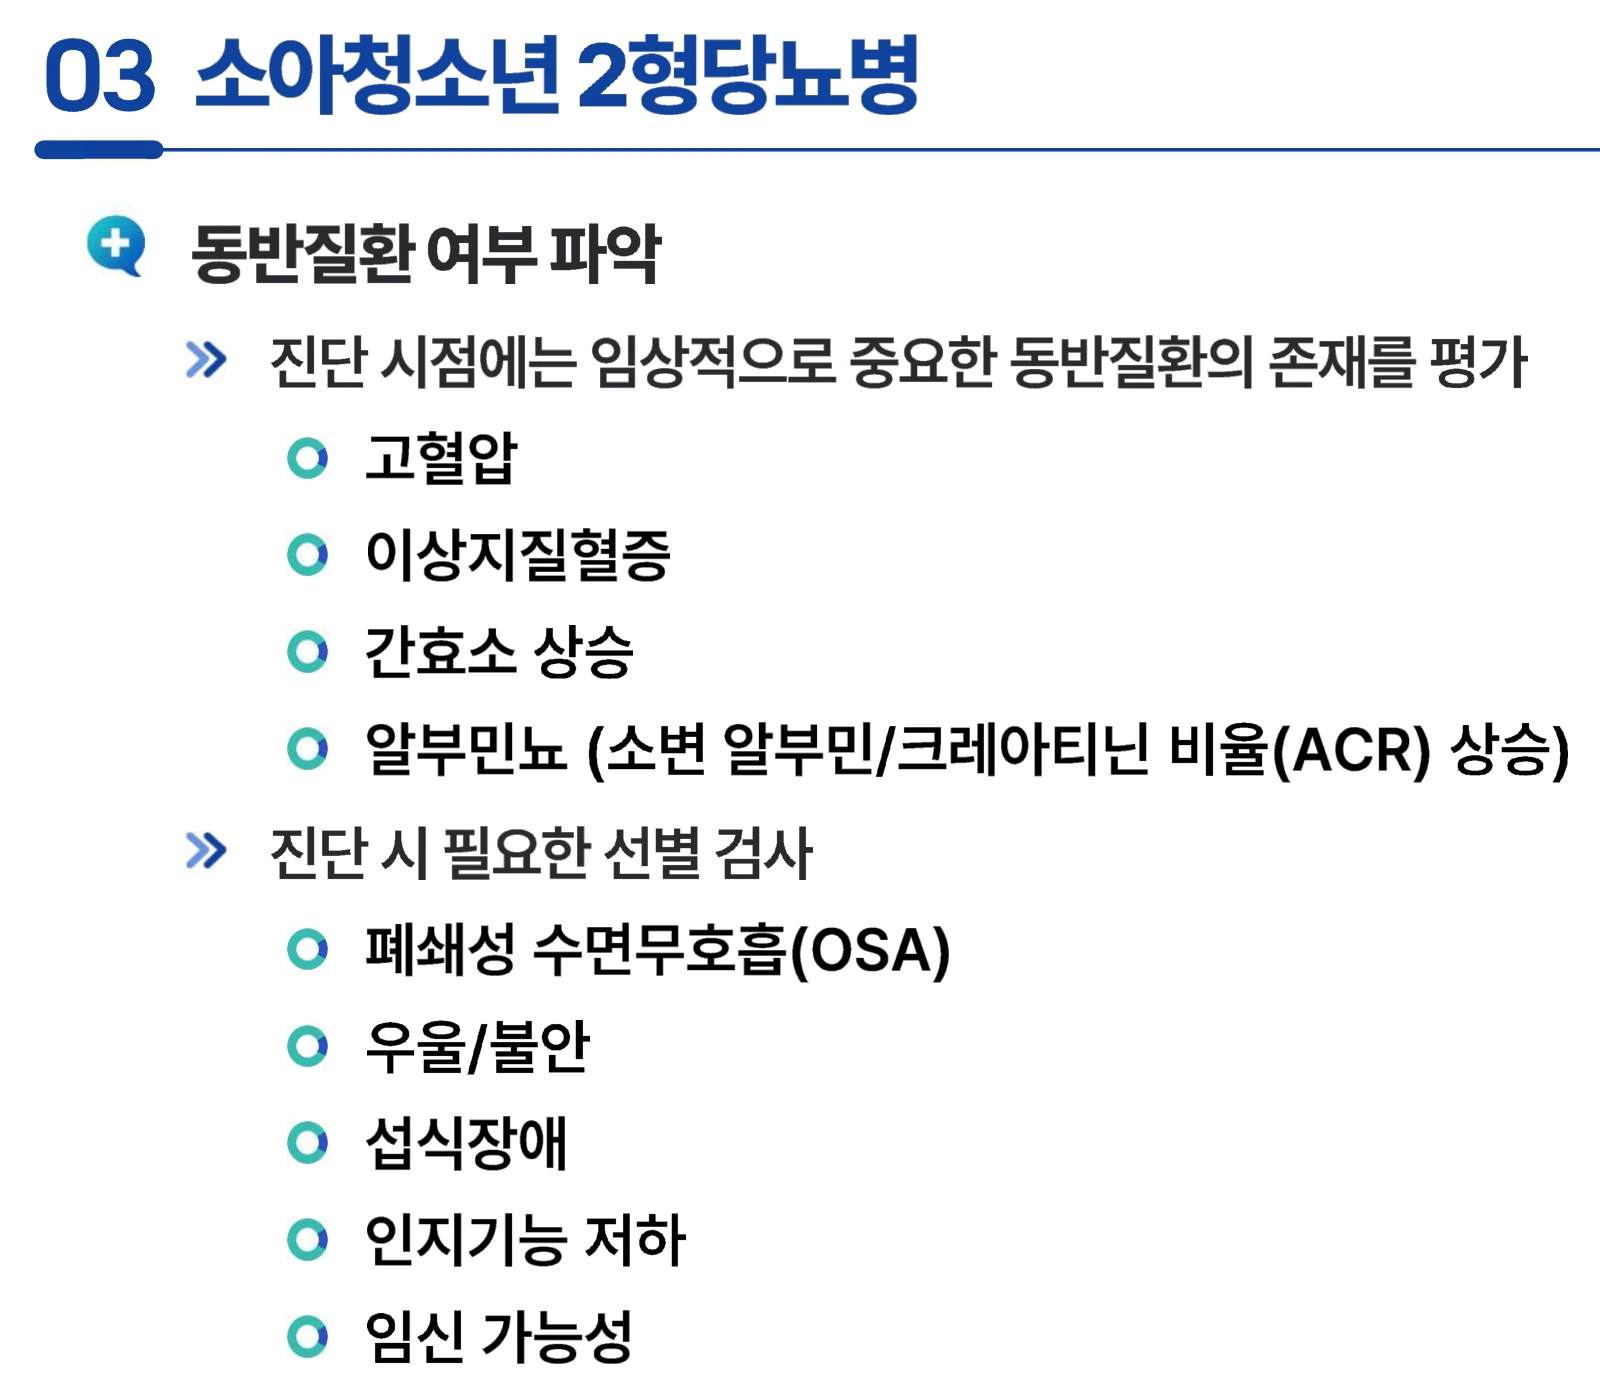 03 소아청소년 2형당뇨병
동반질환 여부 파악
진단 시점에는 임상적으로 중요한 동반질환의 존재를 평가
고혈압
이상지질혈증
간효소 상승
알부민뇨 (소변 알부민/크레아티닌 비율(ACR) 상승)
진단 시 필요한 선별 검사
폐쇄성 수면무호흡(OSA)
우울/불안
섭식장애
인지기능 저하
임신 가능성